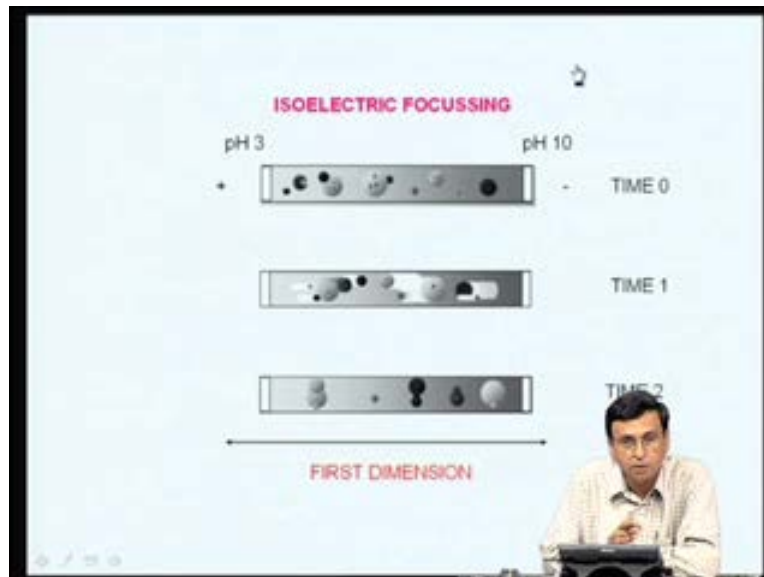 ISOELECTRIC FOCUSSING
pH 3
pH 10
+
-
TIME 0
TIME 1
TIME 2
FIRST DIMENSION